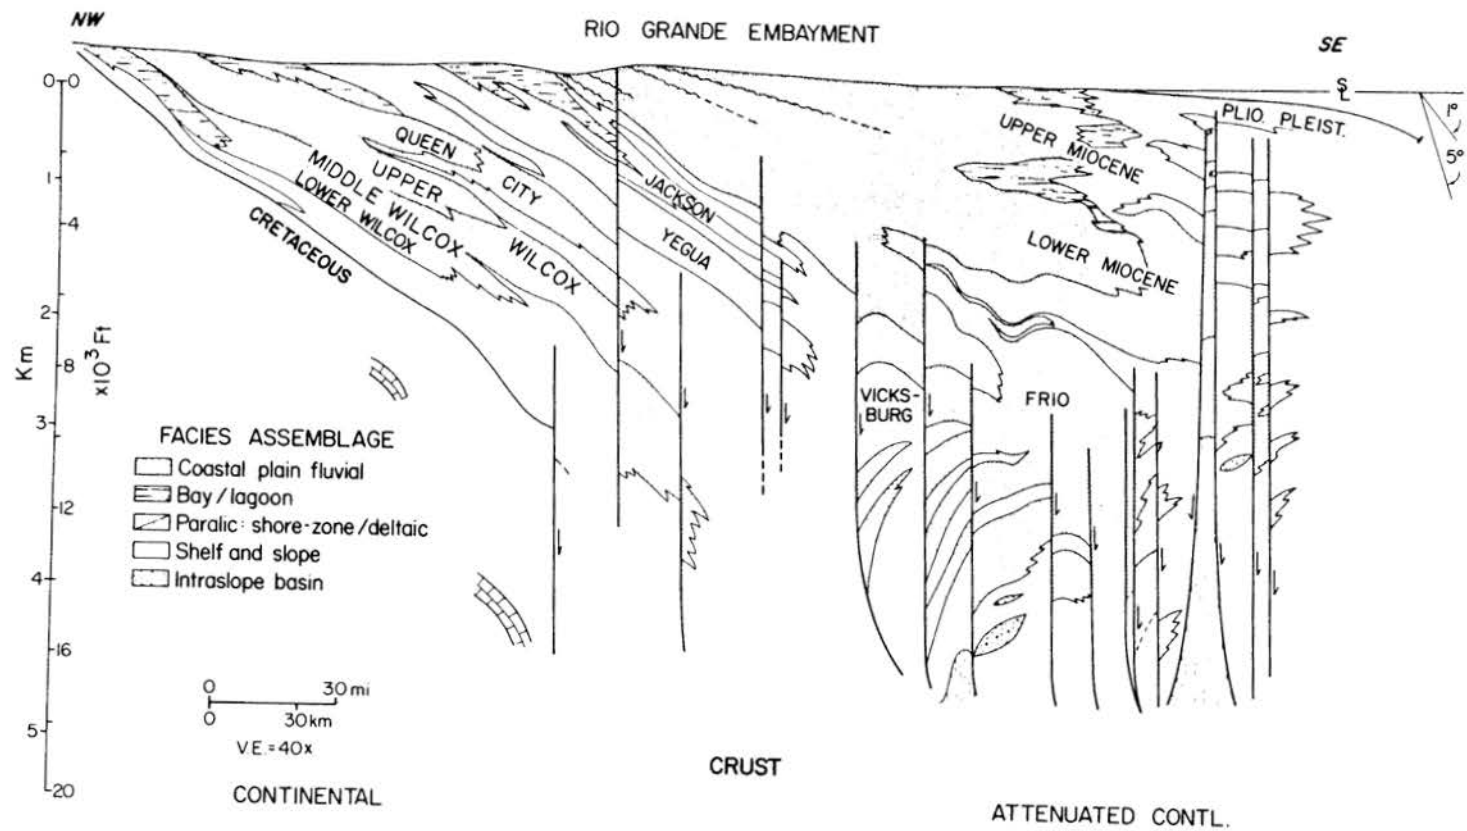 NW
RIO GRANDE EMBAYMENT
SE
0 0
S L
1°
5°
PLIO. PLEIST.
UPPER MIOCENE
LOWER MIOCENE
QUEEN CITY
UPPER WILCOX
MIDDLE WILCOX
LOWER WILCOX
CRETACEOUS
JACKSON
YEGUA
VICKS-
BURG
FRIO
1
4
2
8
3
12
4
16
5
20
Km
x10³ Ft
FACIES ASSEMBLAGE
Coastal plain fluvial
Bay/lagoon
Paralic: shore-zone/deltaic
Shelf and slope
Intraslope basin
0 30 mi
0 30 km
V.E. = 40x
CRUST
CONTINENTAL
ATTENUATED CONTL.